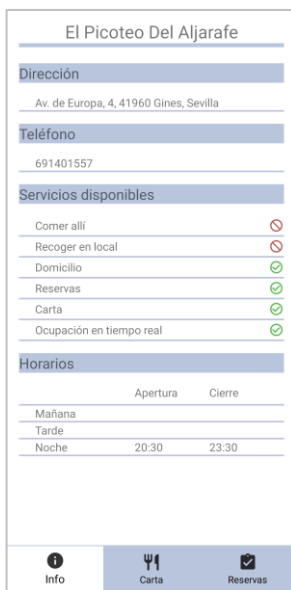 El Picoteo Del Aljarafe
Dirección
Av. de Europa, 4, 41960 Gines, Sevilla
Teléfono
691401557
Servicios disponibles
Comer allí
Recoger en local
Domicilio
Reservas
Carta
Ocupación en tiempo real
Horarios
Apertura Cierre
Mañana
Tarde
Noche 20:30 23:30
Info Carta Reservas